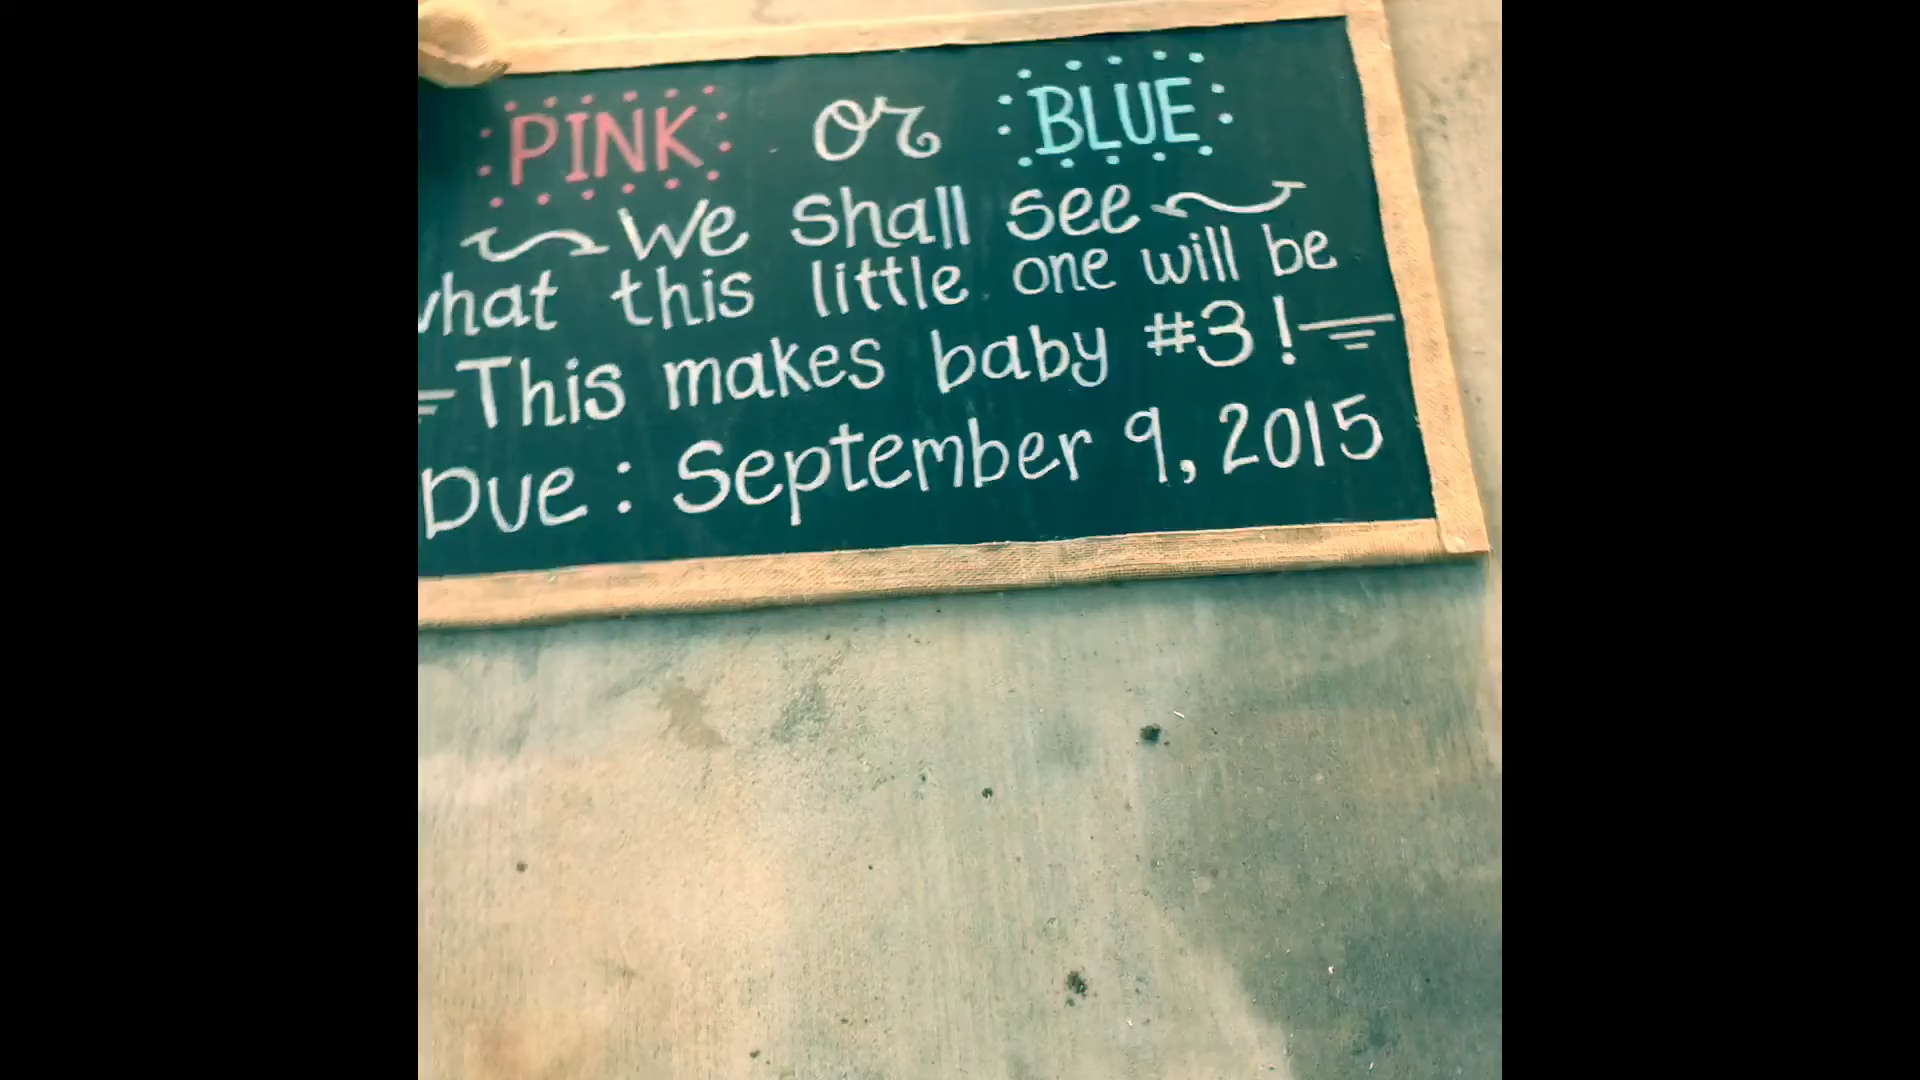 PINK or BLUE
We shall see
what this little one will be
This makes baby #3!
Due: September 9, 2015